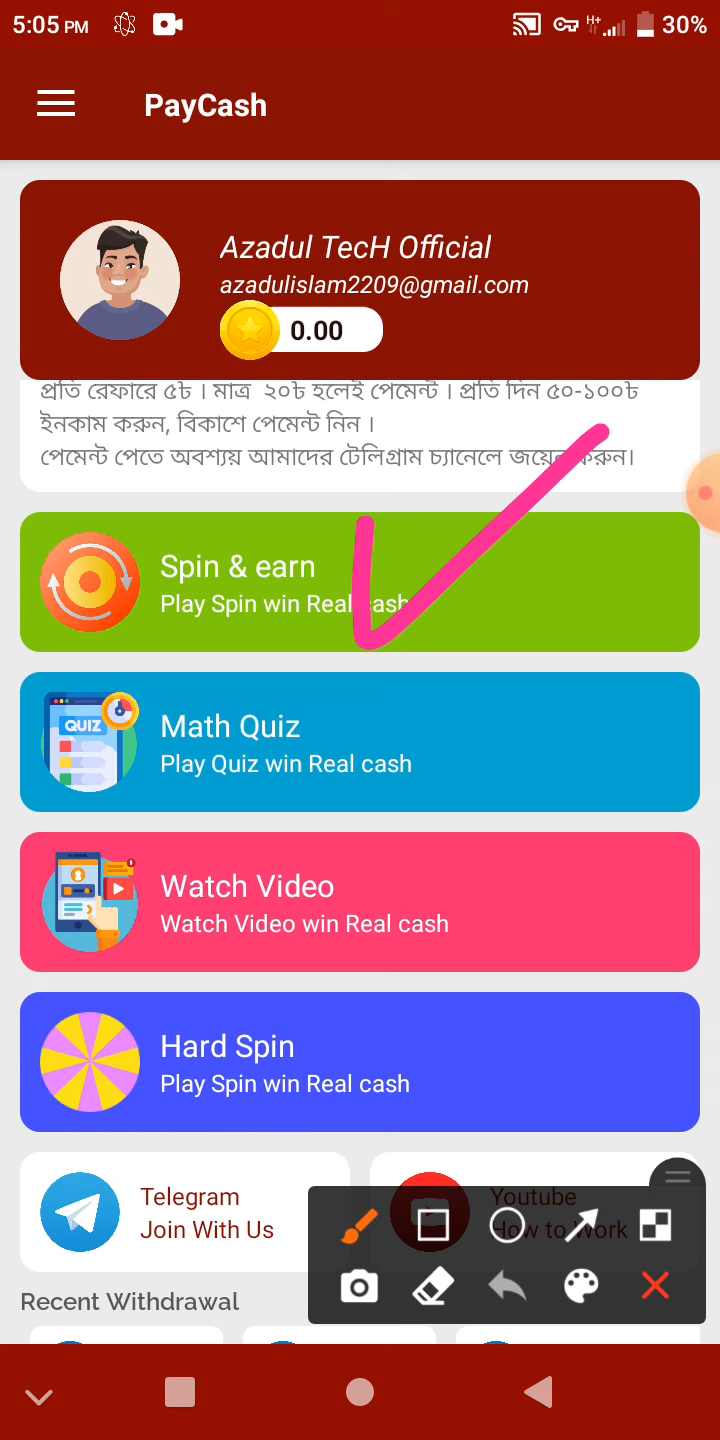 5:05 PM
H+
30%
PayCash
Azadul TecH Official
azadulislam2209@gmail.com
0.00
প্রতি রেফারে ৫৳ । মাত্র ২০৳ হলেই পেমেন্ট । প্রতি দিন ৫০-১০০৳
ইনকাম করুন, বিকাশে পেমেন্ট নিন ।
পেমেন্ট পেতে অবশ্যয় আমাদের টেলিগ্রাম চ্যানেলে জয়েন করুন।
Spin & earn
Play Spin win Real cash
QUIZ
Math Quiz
Play Quiz win Real cash
Watch Video
Watch Video win Real cash
Hard Spin
Play Spin win Real cash
Telegram
Join With Us
Youtube
How to Work
Recent Withdrawal